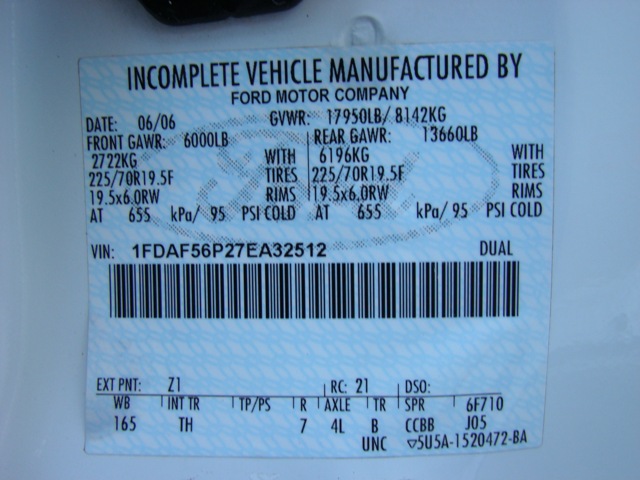 INCOMPLETE VEHICLE MANUFACTURED BY
FORD MOTOR COMPANY
DATE: 06/06 GVWR: 17950LB/ 8142KG
FRONT GAWR: 6000LB REAR GAWR: 13660LB
2722KG WITH 6196KG WITH
225/70R19.5F TIRES 225/70R19.5F TIRES
19.5x6.0RW RIMS 19.5x6.0RW RIMS
AT 655 kPa/ 95 PSI COLD AT 655 kPa/ 95 PSI COLD
VIN: 1FDAF56P27EA32512 DUAL
EXT PNT: Z1 RC: 21 DSO:
WB INT TR TP/PS R AXLE TR SPR 6F710
165 TH 7 4L B CCBB J05
UNC ▽5U5A-1520472-BA